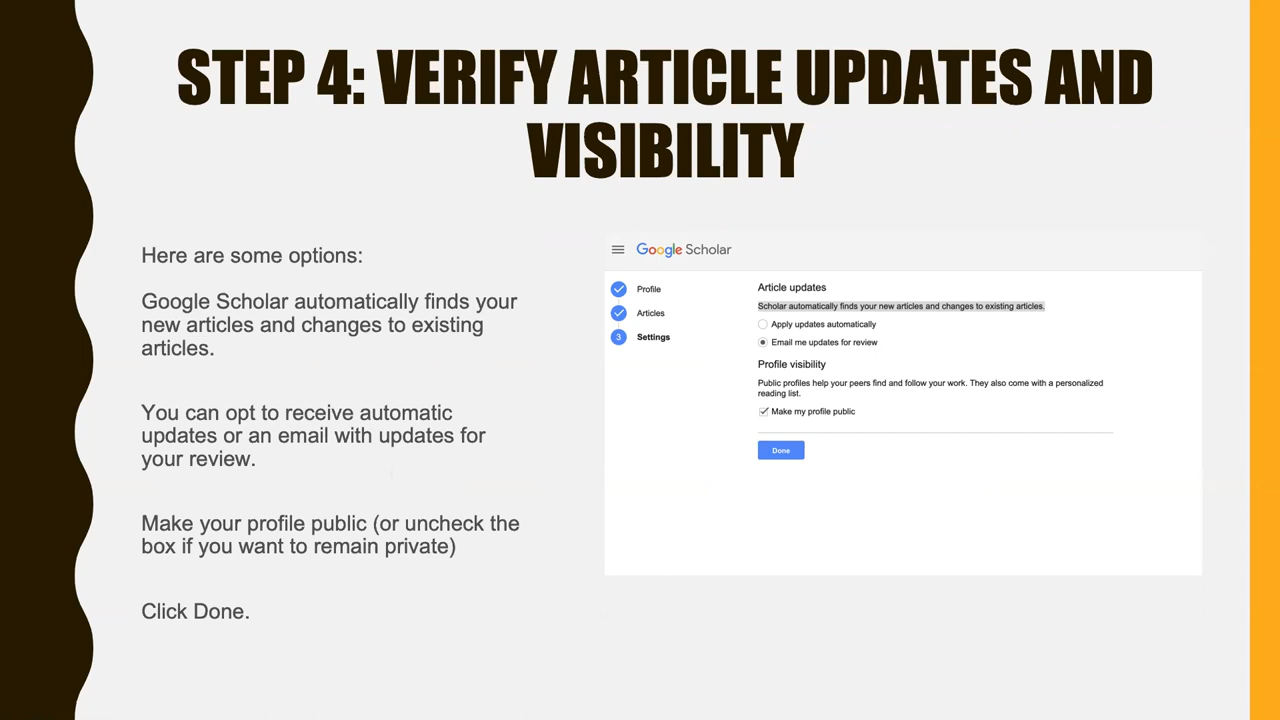 STEP 4: VERIFY ARTICLE UPDATES AND
VISIBILITY
Here are some options:
Google Scholar automatically finds your
new articles and changes to existing
articles.
You can opt to receive automatic
updates or an email with updates for
your review.
Make your profile public (or uncheck the
box if you want to remain private)
Click Done.
Google Scholar
Profile
Articles
3 Settings
Article updates
Scholar automatically finds your new articles and changes to existing articles.
Apply updates automatically
Email me updates for review
Profile visibility
Public profiles help your peers find and follow your work. They also come with a personalized
reading list.
Make my profile public
Done